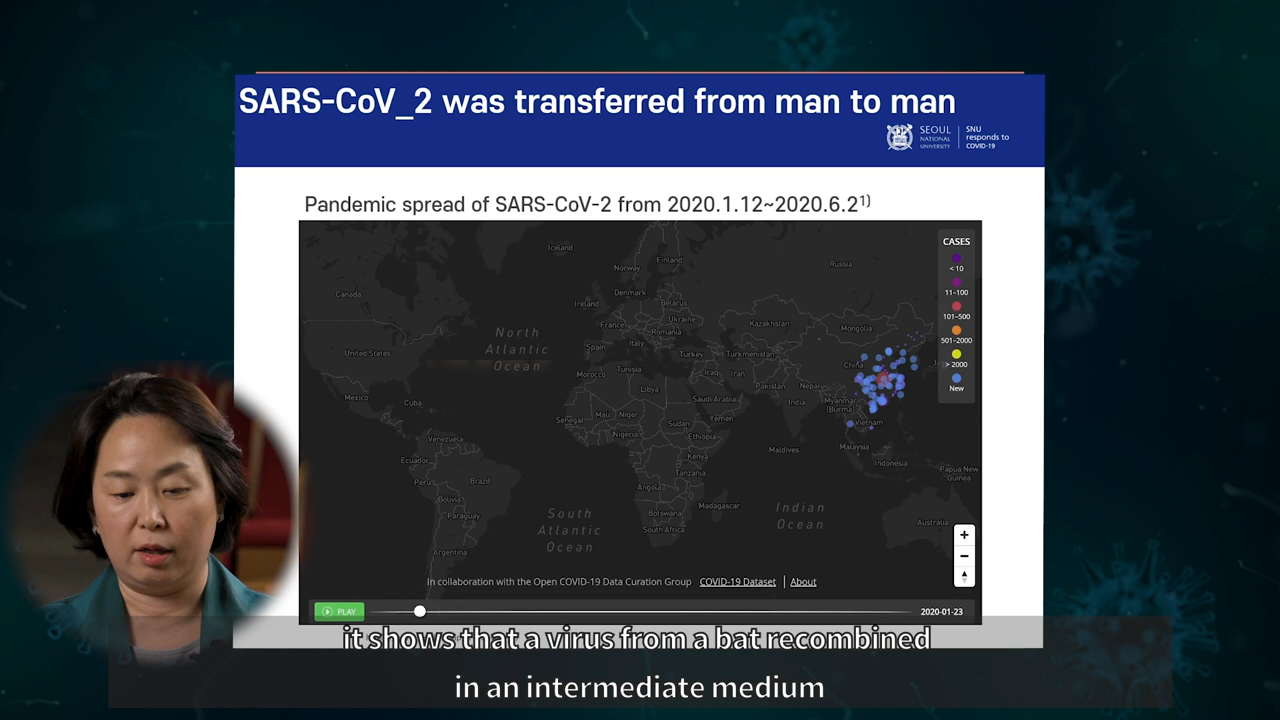 SARS-CoV_2 was transferred from man to man
SEOUL
NATIONAL
UNIVERSITY
SNU
responds to
COVID-19
Pandemic spread of SARS-CoV-2 from 2020.1.12~2020.6.2¹⁾
CASES
< 10
11–100
101–500
501–2000
> 2000
New
Iceland
Finland
Norway
Russia
Canada
Denmark
Ireland
Belarus
Ukraine
France
Romania
Kazakhstan
Mongolia
North
Atlantic
Ocean
Spain
Italy
United States
Turkey
Turkmenistan
China
Morocco
Tunisia
Iraq
Iran
Pakistan
Nepal
Mexico
Cuba
Libya
Saudi Arabia
India
Myanmar
(Burma)
Senegal
Mali
Niger
Sudan
Yemen
Vietnam
Venezuela
Nigeria
Ethiopia
Ecuador
Kenya
Maldives
Malaysia
Indonesia
Papua New
Guinea
Peru
Brazil
Tanzania
Bolivia
Angola
Paraguay
Botswana
Madagascar
South
Atlantic
Ocean
Indian
Ocean
South Africa
Australia
Argentina
In collaboration with the Open COVID-19 Data Curation Group COVID-19 Dataset | About
PLAY
2020-01-23
it shows that a virus from a bat recombined
in an intermediate medium